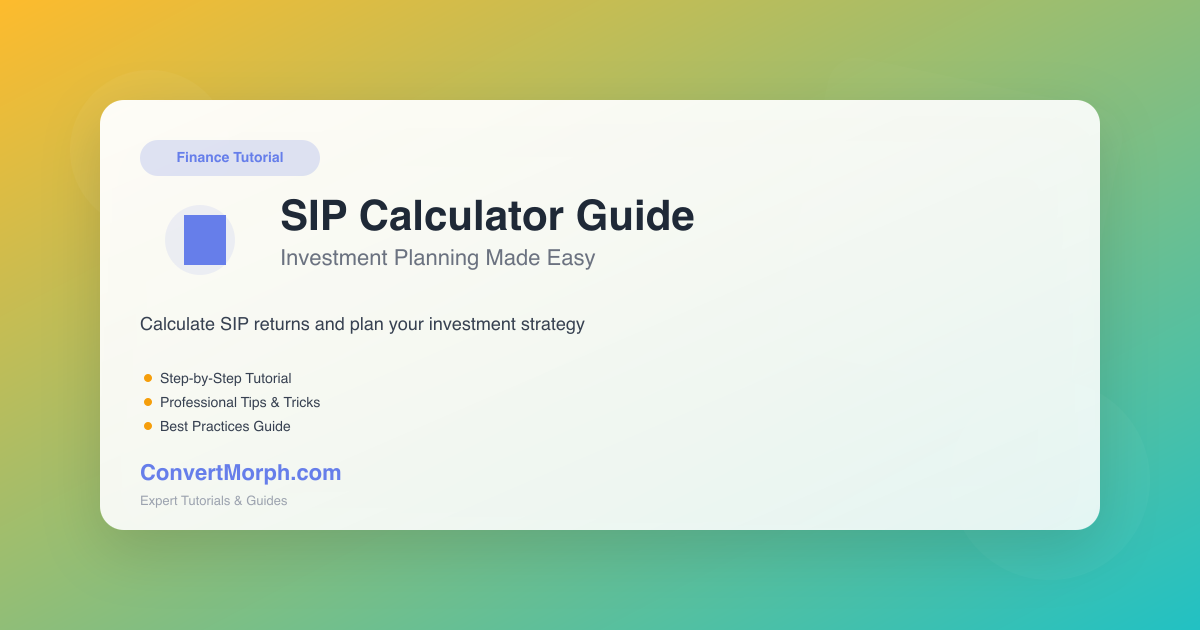 Finance Tutorial
SIP Calculator Guide
Investment Planning Made Easy
Calculate SIP returns and plan your investment strategy
Step-by-Step Tutorial
Professional Tips & Tricks
Best Practices Guide
ConvertMorph.com
Expert Tutorials & Guides